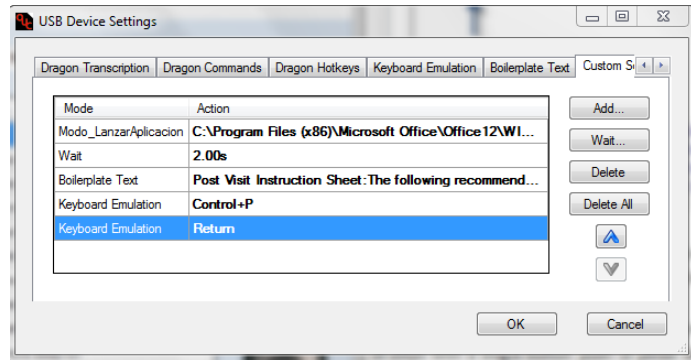 USB Device Settings
Dragon Transcription Dragon Commands Dragon Hotkeys Keyboard Emulation Boilerplate Text Custom S
Mode Action
Modo_LanzarAplicacion C:\Program Files (x86)\Microsoft Office\Office12\WI...
Wait 2.00s
Boilerplate Text Post Visit Instruction Sheet:The following recommend...
Keyboard Emulation Control+P
Keyboard Emulation Return
Add...
Wait...
Delete
Delete All
OK Cancel